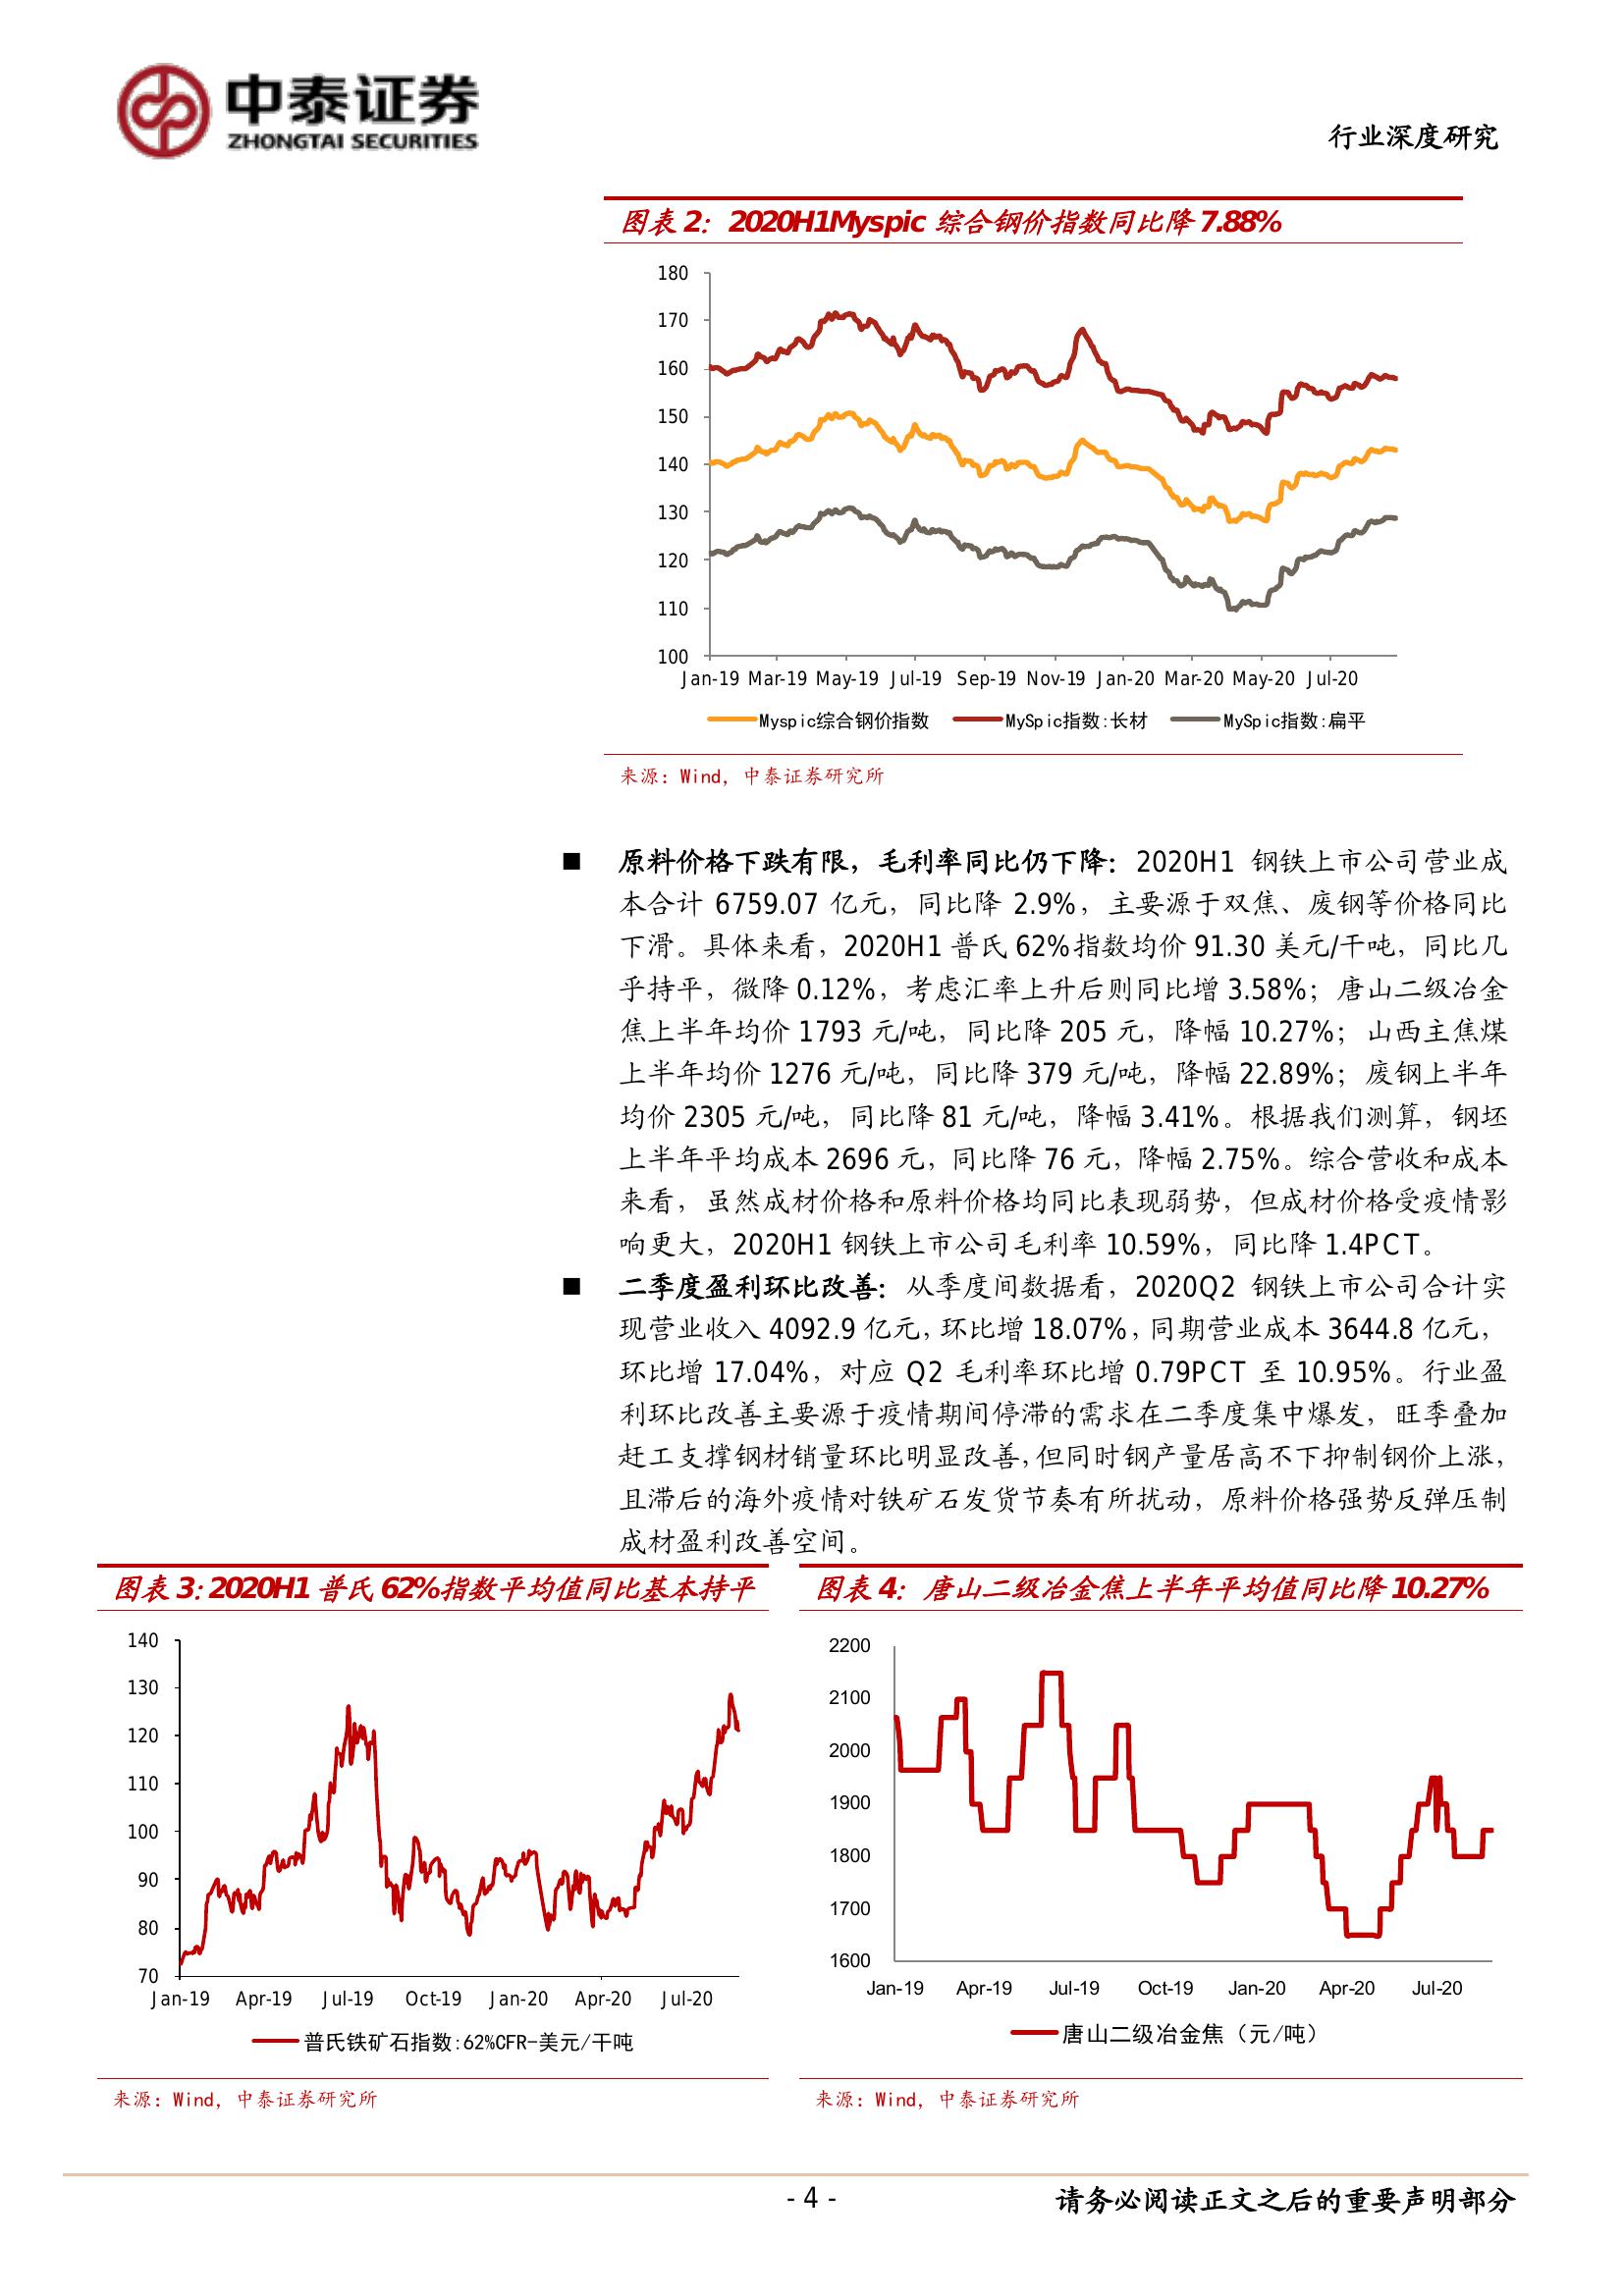 中泰证券
ZHONGTAI SECURITIES
行业深度研究
图表 2：2020H1Myspic 综合钢价指数同比降 7.88%
180
170
160
150
140
130
120
110
100
Jan-19 Mar-19 May-19 Jul-19 Sep-19 Nov-19 Jan-20 Mar-20 May-20 Jul-20
Myspic综合钢价指数 MySpic指数:长材 MySpic指数:扁平
来源：Wind，中泰证券研究所
■ 原料价格下跌有限，毛利率同比仍下降：2020H1 钢铁上市公司营业成
本合计 6759.07 亿元，同比降 2.9%，主要源于双焦、废钢等价格同比
下滑。具体来看，2020H1 普氏 62%指数均价 91.30 美元/干吨，同比几
乎持平，微降 0.12%，考虑汇率上升后则同比增 3.58%；唐山二级冶金
焦上半年均价 1793 元/吨，同比降 205 元，降幅 10.27%；山西主焦煤
上半年均价 1276 元/吨，同比降 379 元/吨，降幅 22.89%；废钢上半年
均价 2305 元/吨，同比降 81 元/吨，降幅 3.41%。根据我们测算，钢坯
上半年平均成本 2696 元，同比降 76 元，降幅 2.75%。综合营收和成本
来看，虽然成材价格和原料价格均同比表现弱势，但成材价格受疫情影
响更大，2020H1 钢铁上市公司毛利率 10.59%，同比降 1.4PCT。
■ 二季度盈利环比改善：从季度间数据看，2020Q2 钢铁上市公司合计实
现营业收入 4092.9 亿元，环比增 18.07%，同期营业成本 3644.8 亿元，
环比增 17.04%，对应 Q2 毛利率环比增 0.79PCT 至 10.95%。行业盈
利环比改善主要源于疫情期间停滞的需求在二季度集中爆发，旺季叠加
赶工支撑钢材销量环比明显改善，但同时钢产量居高不下抑制钢价上涨，
且滞后的海外疫情对铁矿石发货节奏有所扰动，原料价格强势反弹压制
成材盈利改善空间。
图表 3：2020H1 普氏 62%指数平均值同比基本持平
140
130
120
110
100
90
80
70
Jan-19 Apr-19 Jul-19 Oct-19 Jan-20 Apr-20 Jul-20
普氏铁矿石指数:62%CFR-美元/干吨
来源：Wind，中泰证券研究所
图表 4：唐山二级冶金焦上半年平均值同比降 10.27%
2200
2100
2000
1900
1800
1700
1600
Jan-19 Apr-19 Jul-19 Oct-19 Jan-20 Apr-20 Jul-20
唐山二级冶金焦（元/吨）
来源：Wind，中泰证券研究所
- 4 -
请务必阅读正文之后的重要声明部分